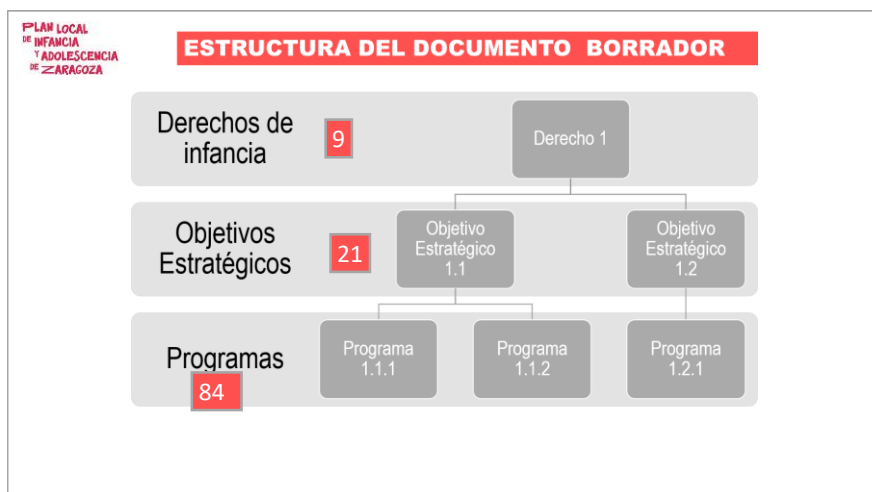 PLAN LOCAL
DE INFANCIA
Y ADOLESCENCIA
DE ZARAGOZA
ESTRUCTURA DEL DOCUMENTO BORRADOR
Derechos de
infancia
9
Derecho 1
Objetivos
Estratégicos
21
Objetivo
Estratégico
1.1
Objetivo
Estratégico
1.2
Programas
84
Programa
1.1.1
Programa
1.1.2
Programa
1.2.1